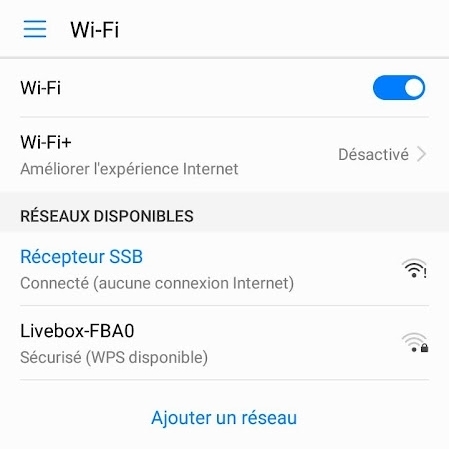 Wi-Fi
Wi-Fi
Wi-Fi+
Améliorer l'expérience Internet
Désactivé
RÉSEAUX DISPONIBLES
Récepteur SSB
Connecté (aucune connexion Internet)
Livebox-FBA0
Sécurisé (WPS disponible)
Ajouter un réseau